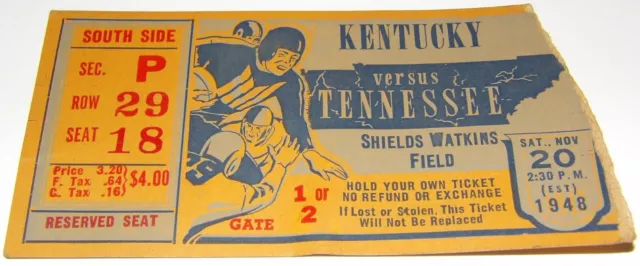 SOUTH SIDE
SEC. P
ROW 29
SEAT 18
Price 3.20
F. Tax .64
C. Tax .16
$4.00
RESERVED SEAT
KENTUCKY
versus
TENNESSEE
SHIELDS WATKINS
FIELD
SAT., NOV
20
2:30 P.M.
(EST)
1948
GATE 1 OR 2
HOLD YOUR OWN TICKET
NO REFUND OR EXCHANGE
If Lost or Stolen, This Ticket
Will Not Be Replaced